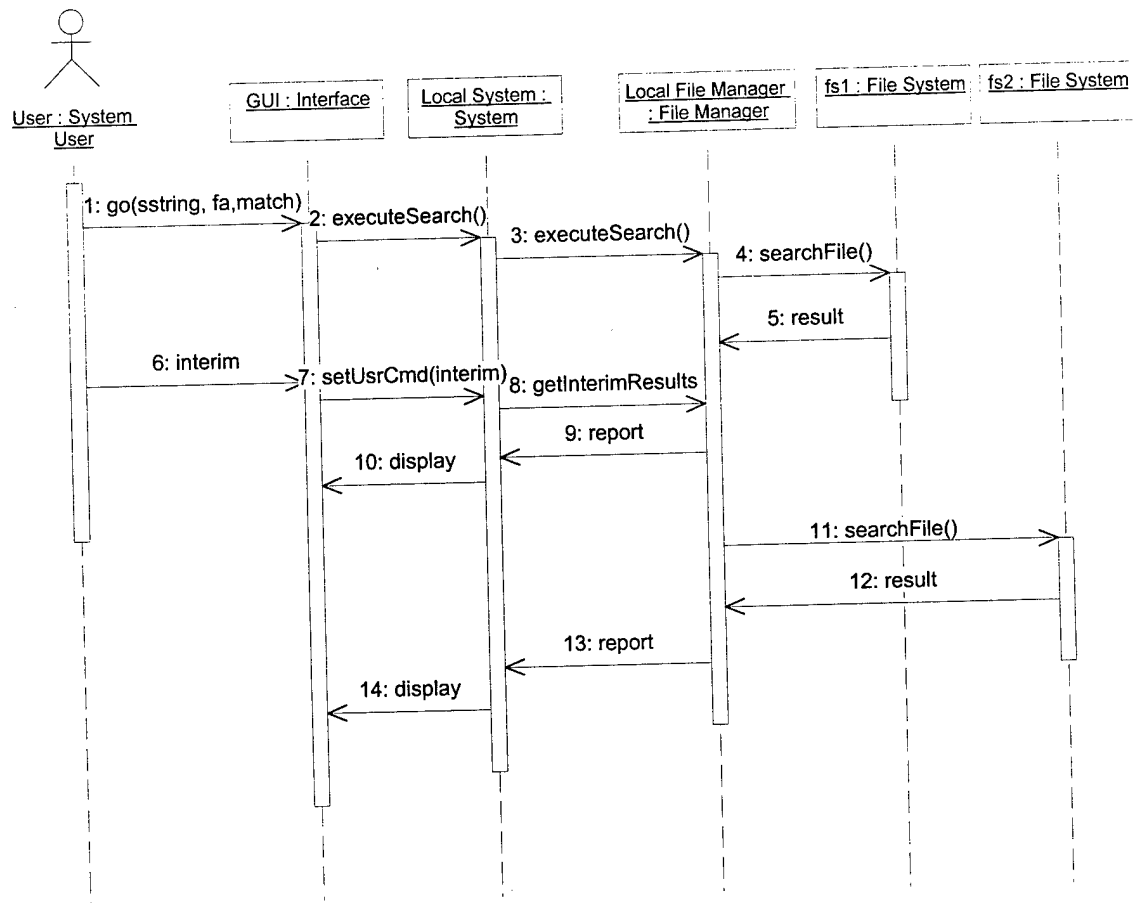 User : System
User
GUI : Interface
Local System :
System
Local File Manager
: File Manager
fs1 : File System
fs2 : File System
1: go(sstring, fa,match)
2: executeSearch()
3: executeSearch()
4: searchFile()
5: result
6: interim
7: setUsrCmd(interim)
8: getInterimResults
9: report
10: display
11: searchFile()
12: result
13: report
14: display